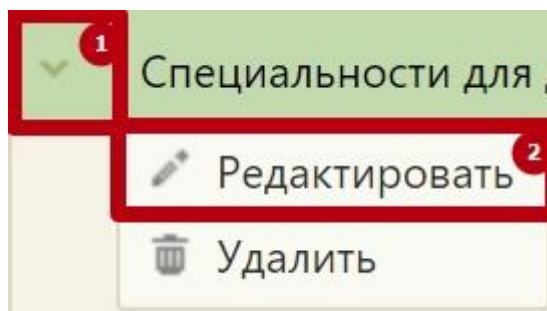 1
Специальности для
Редактировать
2
Удалить